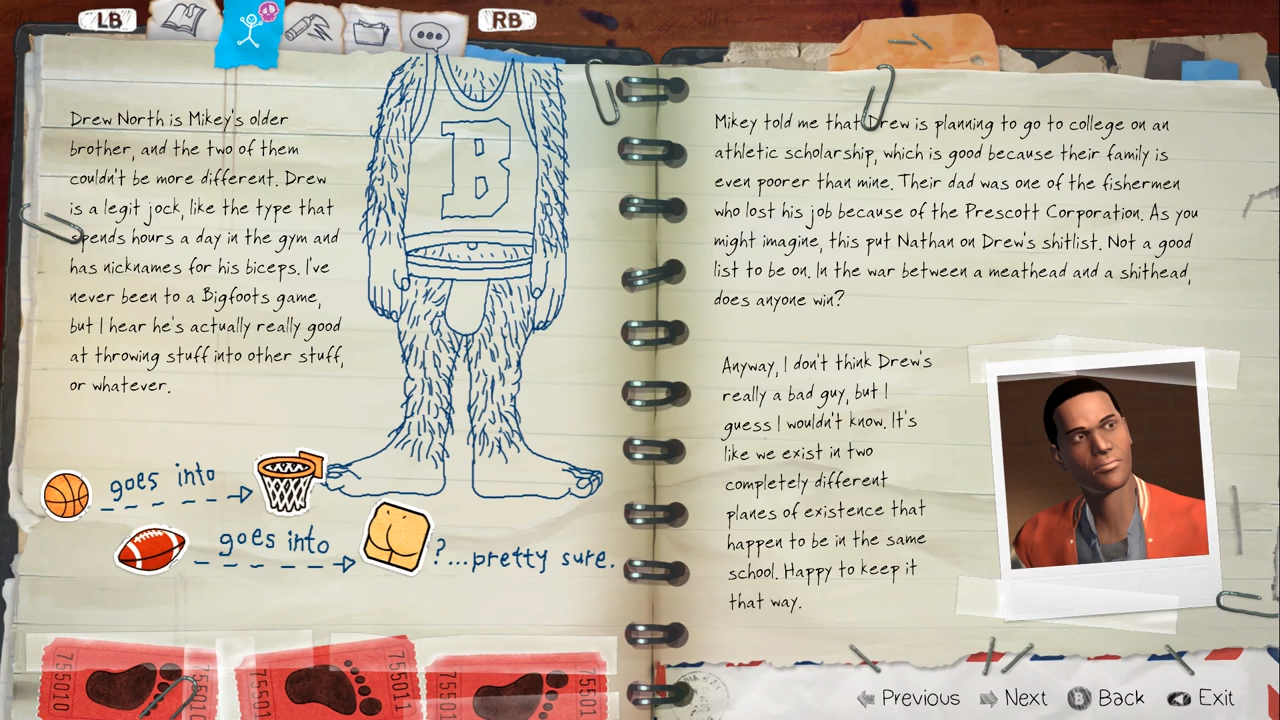 LB
RB
Drew North is Mikey's older
brother, and the two of them
couldn't be more different. Drew
is a legit jock, like the type that
spends hours a day in the gym and
has nicknames for his biceps. I've
never been to a Bigfoots game,
but I hear he's actually really good
at throwing stuff into other stuff,
or whatever.
B
goes into
goes into
?...pretty sure.
755010
755010
755011
755011
Mikey told me that Drew is planning to go to college on an
athletic scholarship, which is good because their family is
even poorer than mine. Their dad was one of the fishermen
who lost his job because of the Prescott Corporation. As you
might imagine, this put Nathan on Drew's shitlist. Not a good
list to be on. In the war between a meathead and a shithead,
does anyone win?
Anyway, I don't think Drew's
really a bad guy, but I
guess I wouldn't know. It's
like we exist in two
completely different
planes of existence that
happen to be in the same
school. Happy to keep it
that way.
Previous
Next
B Back
Exit